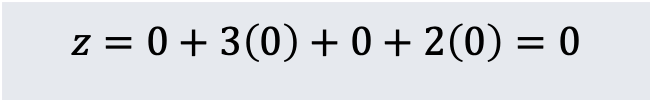 z = 0 + 3(0) + 0 + 2(0) = 0